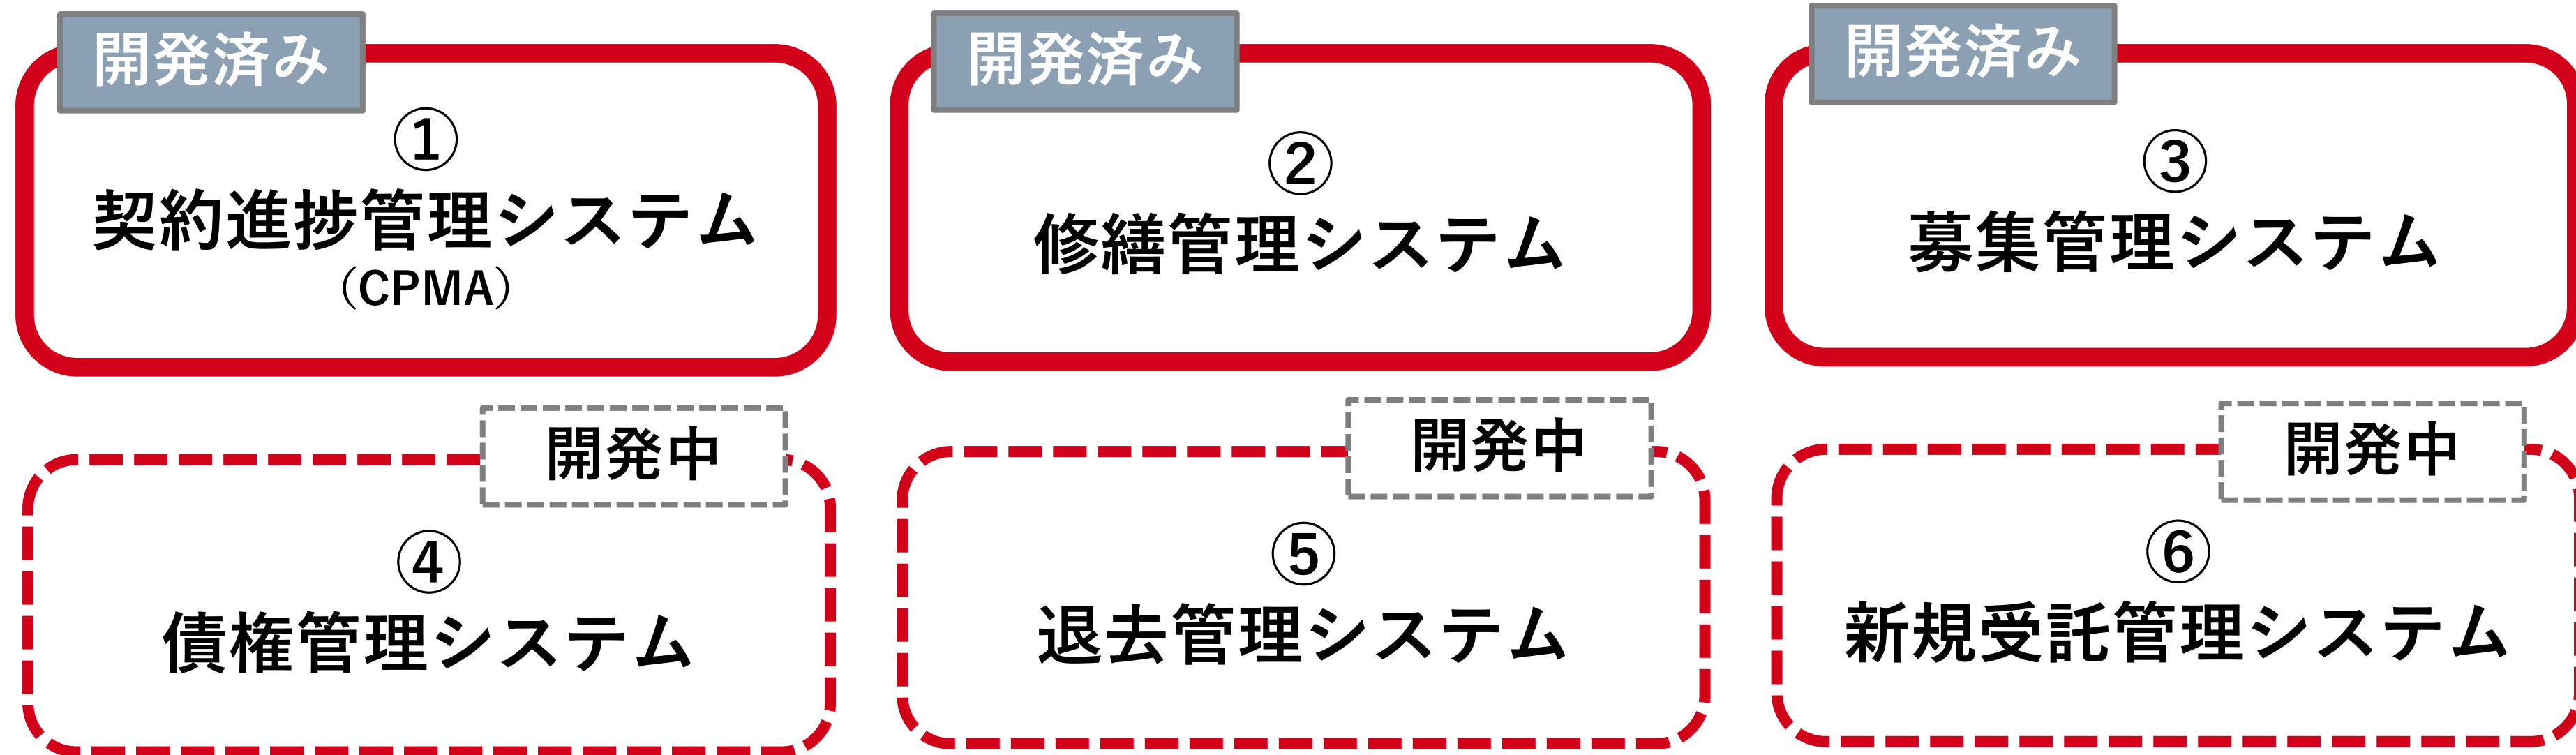 開発済み
①
契約進捗管理システム
（CPMA）
開発済み
②
修繕管理システム
開発済み
③
募集管理システム
開発中
④
債権管理システム
開発中
⑤
退去管理システム
開発中
⑥
新規受託管理システム